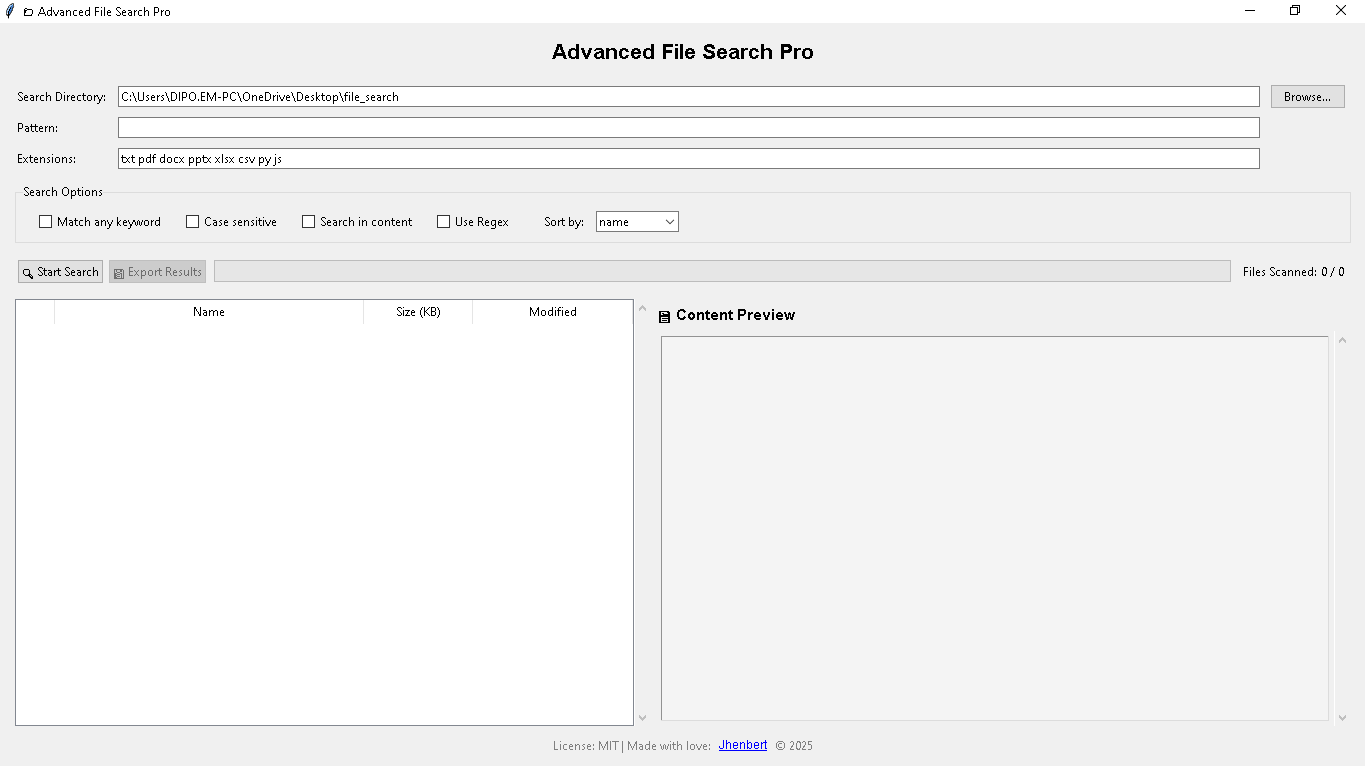 Advanced File Search Pro
Advanced File Search Pro
Search Directory: C:\Users\DIPO.EM-PC\OneDrive\Desktop\file_search Browse...
Pattern:
Extensions: txt pdf docx pptx xlsx csv py js
Search Options
Match any keyword Case sensitive Search in content Use Regex Sort by: name
Start Search Export Results Files Scanned: 0 / 0
Name Size (KB) Modified
Content Preview
License: MIT | Made with love: Jhenbert © 2025